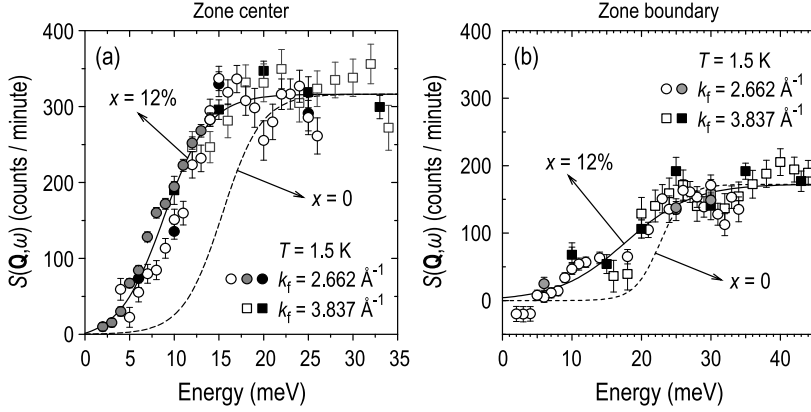 Zone center
Zone boundary
400
300
200
100
0
S(Q,ω) (counts / minute)
(a)
x = 12%
x = 0
T = 1.5 K
k_f = 2.662 Å⁻¹
k_f = 3.837 Å⁻¹
0 5 10 15 20 25 30 35
Energy (meV)
400
300
200
100
0
S(Q,ω) (counts / minute)
(b)
T = 1.5 K
k_f = 2.662 Å⁻¹
k_f = 3.837 Å⁻¹
x = 12%
x = 0
0 10 20 30 40
Energy (meV)